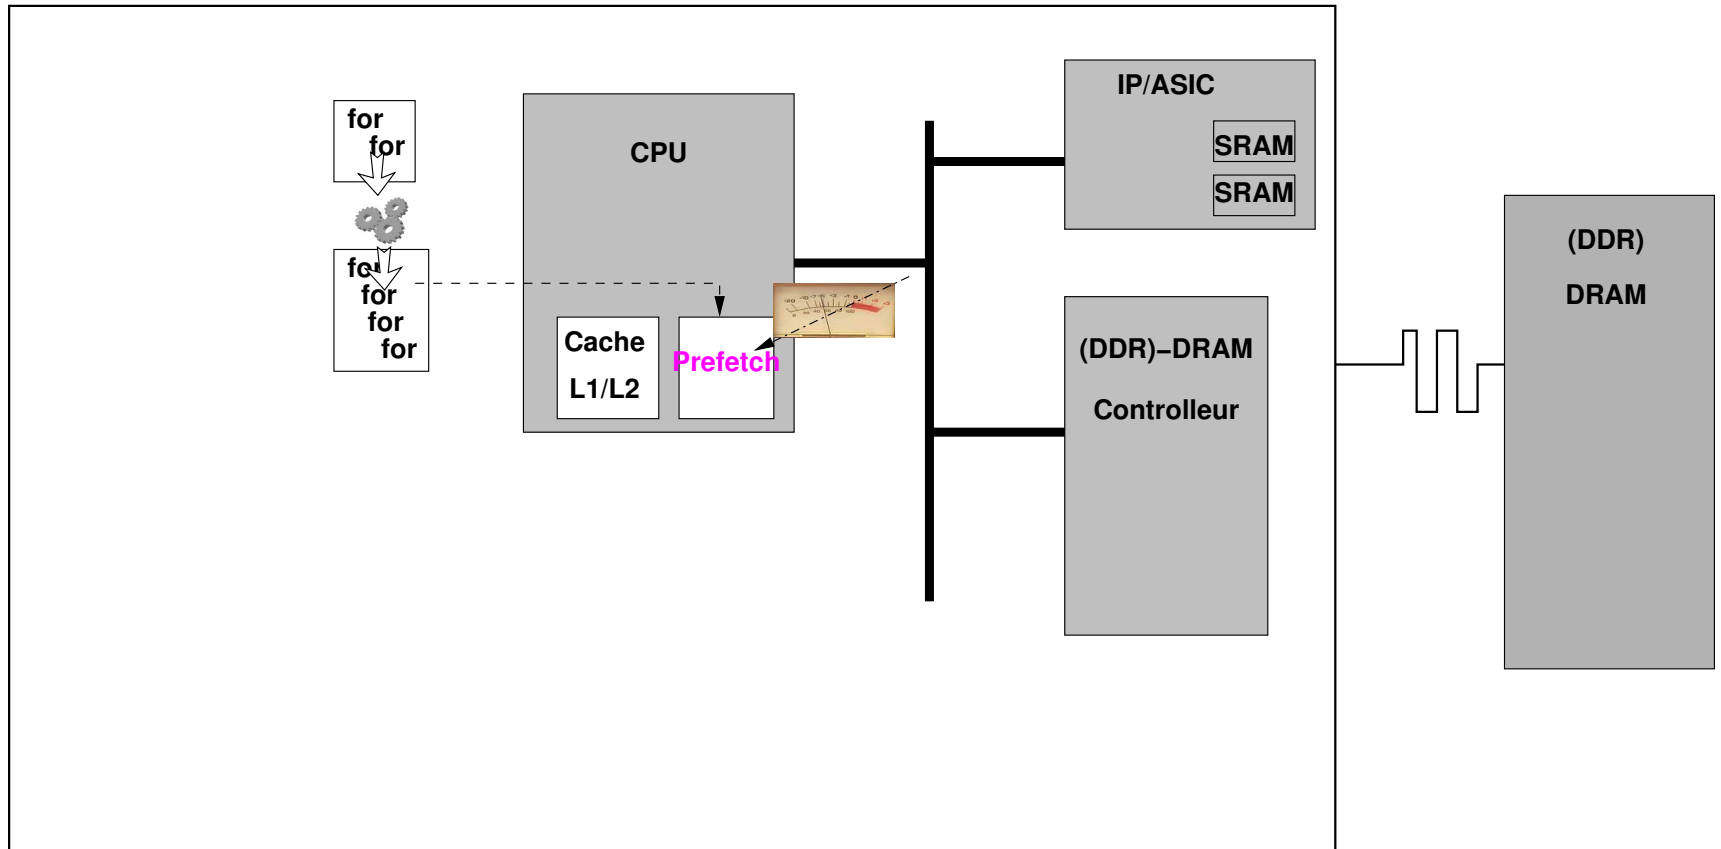 for
for
for
for
for
for
CPU
Cache
L1/L2
Prefetch
IP/ASIC
SRAM
SRAM
(DDR)–DRAM
Controlleur
(DDR)
DRAM